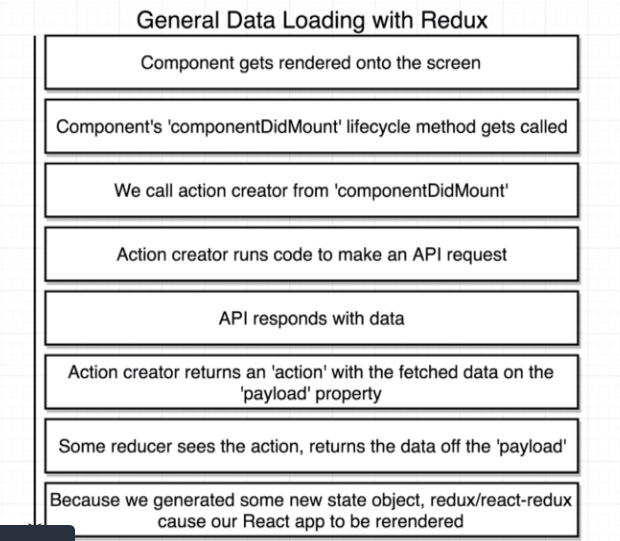 General Data Loading with Redux
Component gets rendered onto the screen
Component's 'componentDidMount' lifecycle method gets called
We call action creator from 'componentDidMount'
Action creator runs code to make an API request
API responds with data
Action creator returns an 'action' with the fetched data on the
'payload' property
Some reducer sees the action, returns the data off the 'payload'
Because we generated some new state object, redux/react-redux
cause our React app to be rerendered